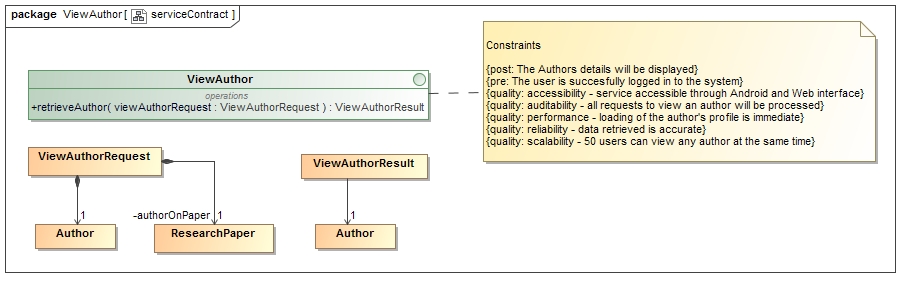 package ViewAuthor [ serviceContract ]
Constraints
{post: The Authors details will be displayed}
{pre: The user is succesfully logged in to the system}
{quality: accessibility - service accessible through Android and Web interface}
{quality: auditability - all requests to view an author will be processed}
{quality: performance - loading of the author's profile is immediate}
{quality: reliability - data retrieved is accurate}
{quality: scalability - 50 users can view any author at the same time}
ViewAuthor
operations
+retrieveAuthor( viewAuthorRequest : ViewAuthorRequest ) : ViewAuthorResult
ViewAuthorRequest
ViewAuthorResult
1
-authorOnPaper
1
1
Author
ResearchPaper
Author